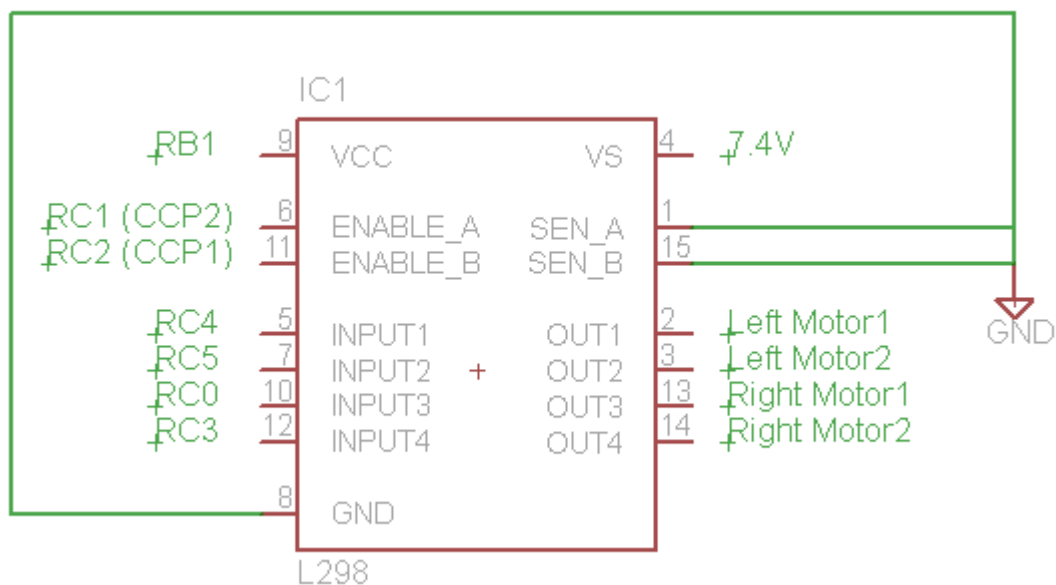 IC1
RB1 9 VCC VS 4 7.4V
RC1 (CCP2) 6 ENABLE_A SEN_A 1
RC2 (CCP1) 11 ENABLE_B SEN_B 15
RC4 5 INPUT1 OUT1 2 Left Motor1
GND
RC5 7 INPUT2 OUT2 3 Left Motor2
RC0 10 INPUT3 OUT3 13 Right Motor1
RC3 12 INPUT4 OUT4 14 Right Motor2
8 GND
L298